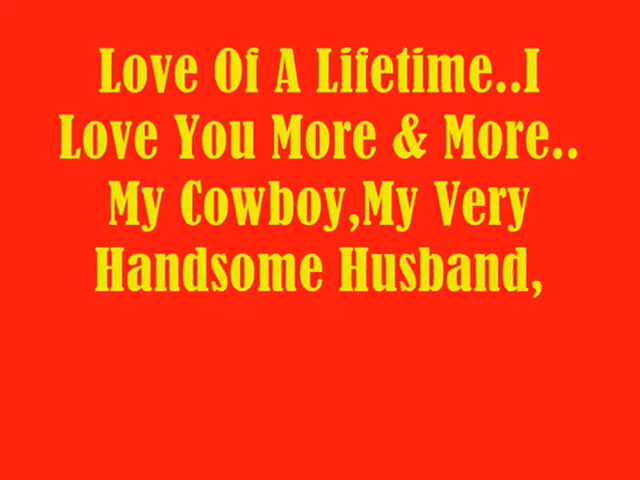 Love Of A Lifetime..I
Love You More & More..
My Cowboy,My Very
Handsome Husband,